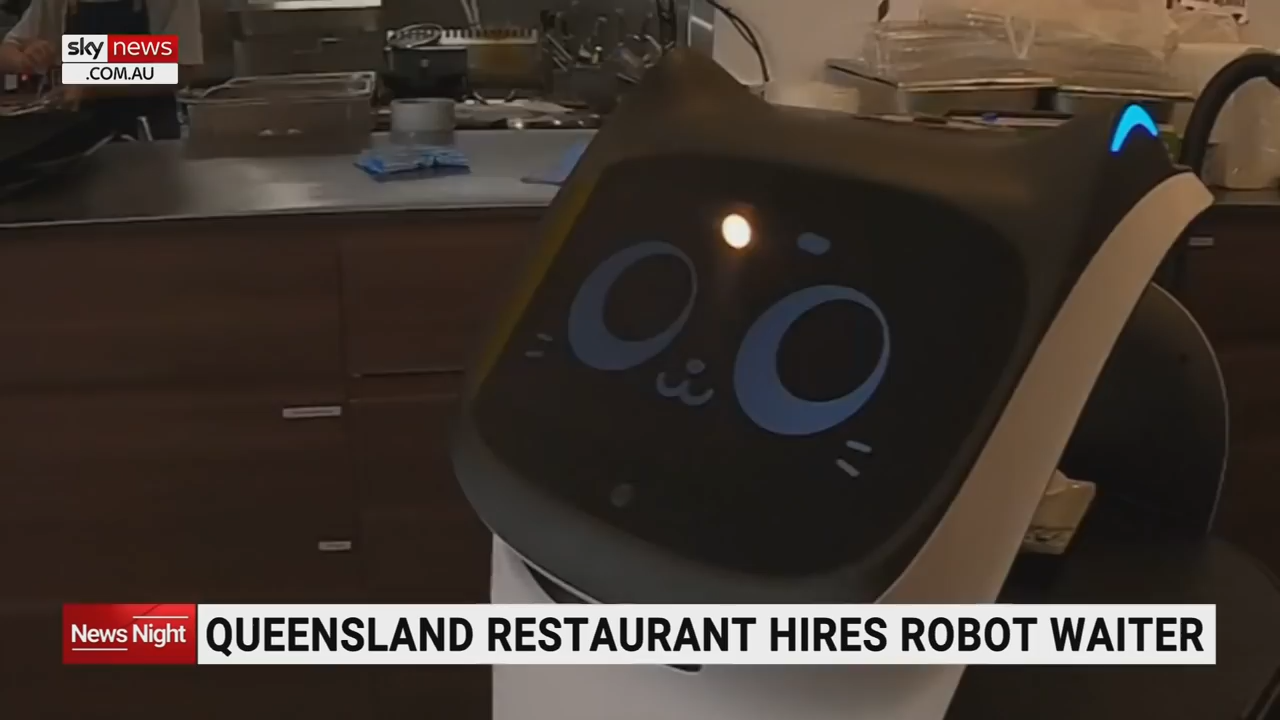 sky news
.COM.AU
News Night
QUEENSLAND RESTAURANT HIRES ROBOT WAITER